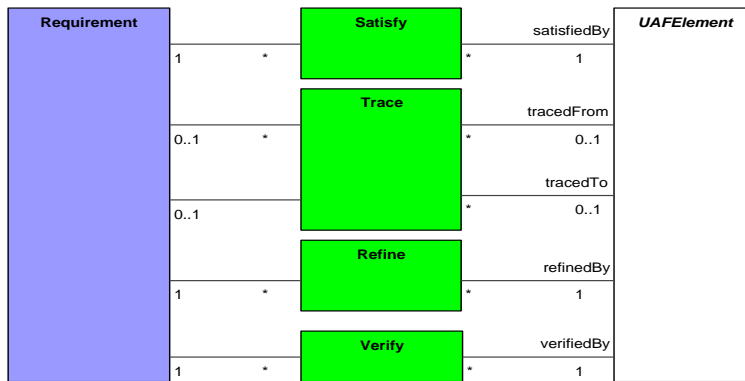 Requirement Satisfy UAFElement
satisfiedBy
1 * * 1
Trace
tracedFrom
0..1 * * 0..1
tracedTo
0..1 * 0..1
Refine
refinedBy
1 * * 1
Verify verifiedBy
1 * * 1